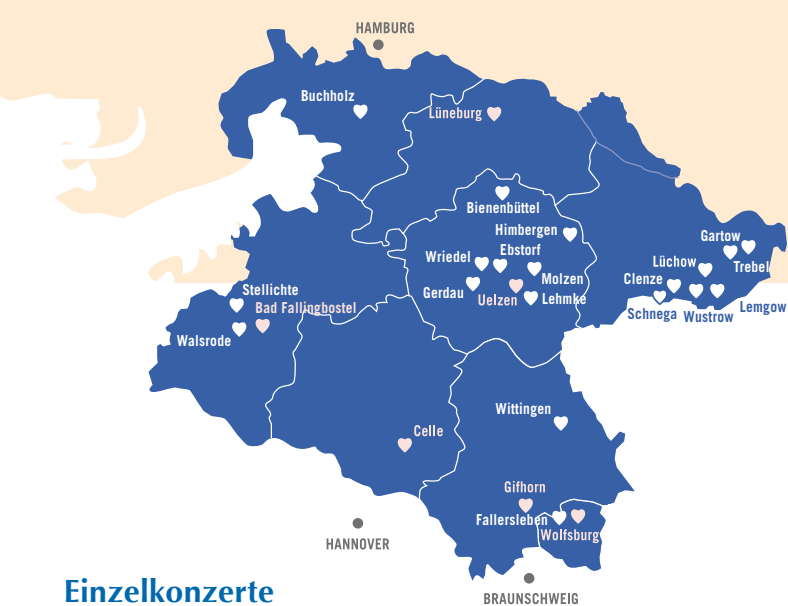 HAMBURG
Buchholz
Lüneburg
Bienenbüttel
Himbergen
Ebstorf
Wriedel
Molzen
Gerdau
Uelzen
Lehmke
Gartow
Trebel
Lüchow
Clenze
Lemgow
Schnega
Wustrow
Stellichte
Bad Fallingbostel
Walsrode
Wittingen
Celle
Gifhorn
Fallersleben
Wolfsburg
HANNOVER
Einzelkonzerte
BRAUNSCHWEIG